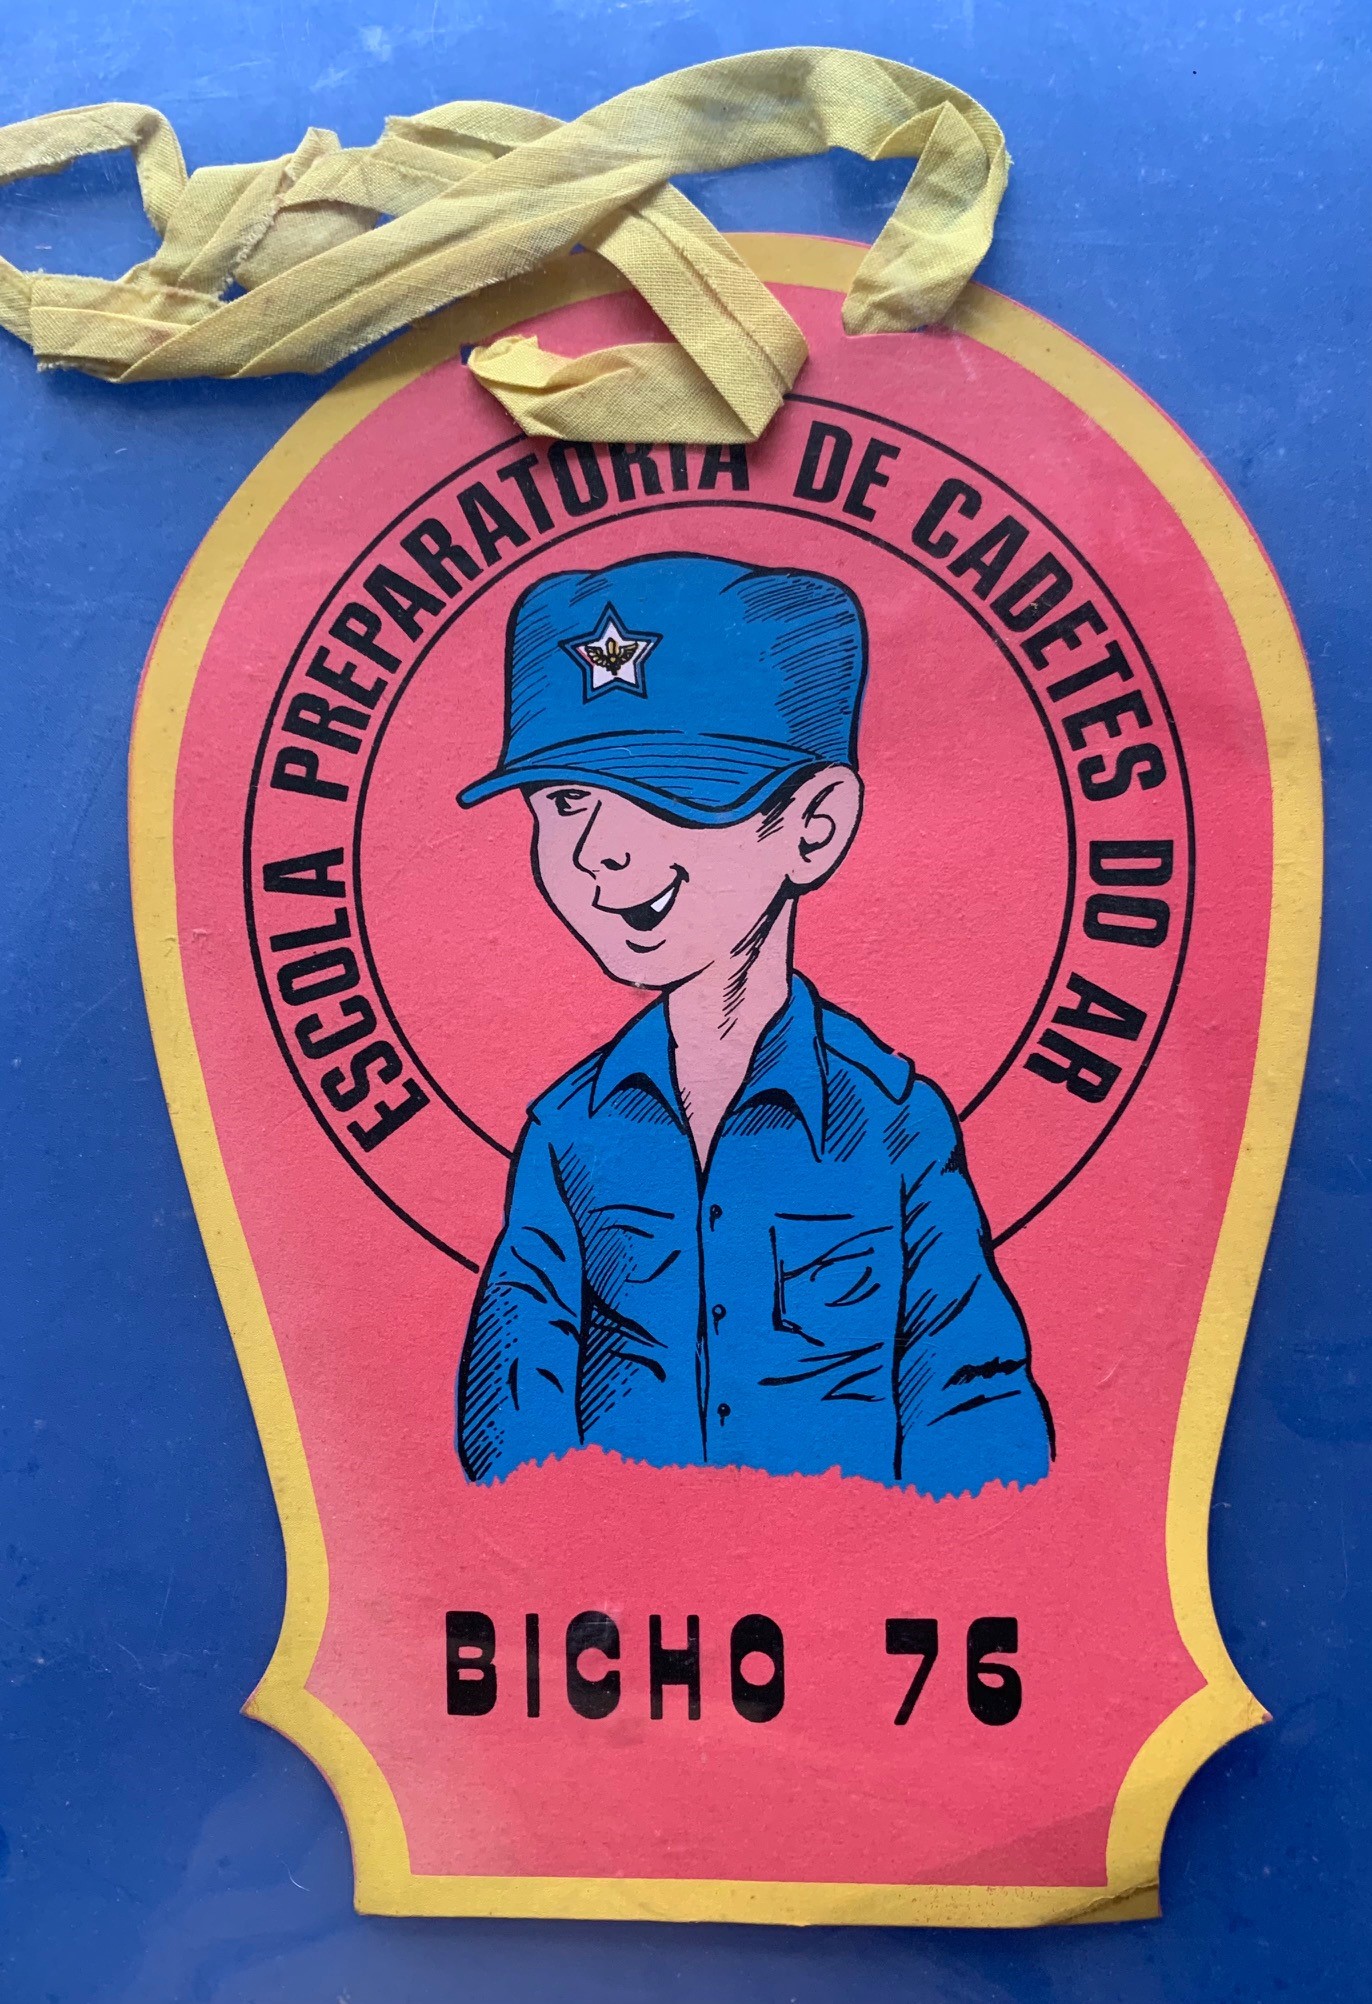 ESCOLA PREPARATORIA DE CADETES DO AR
BICHO 76